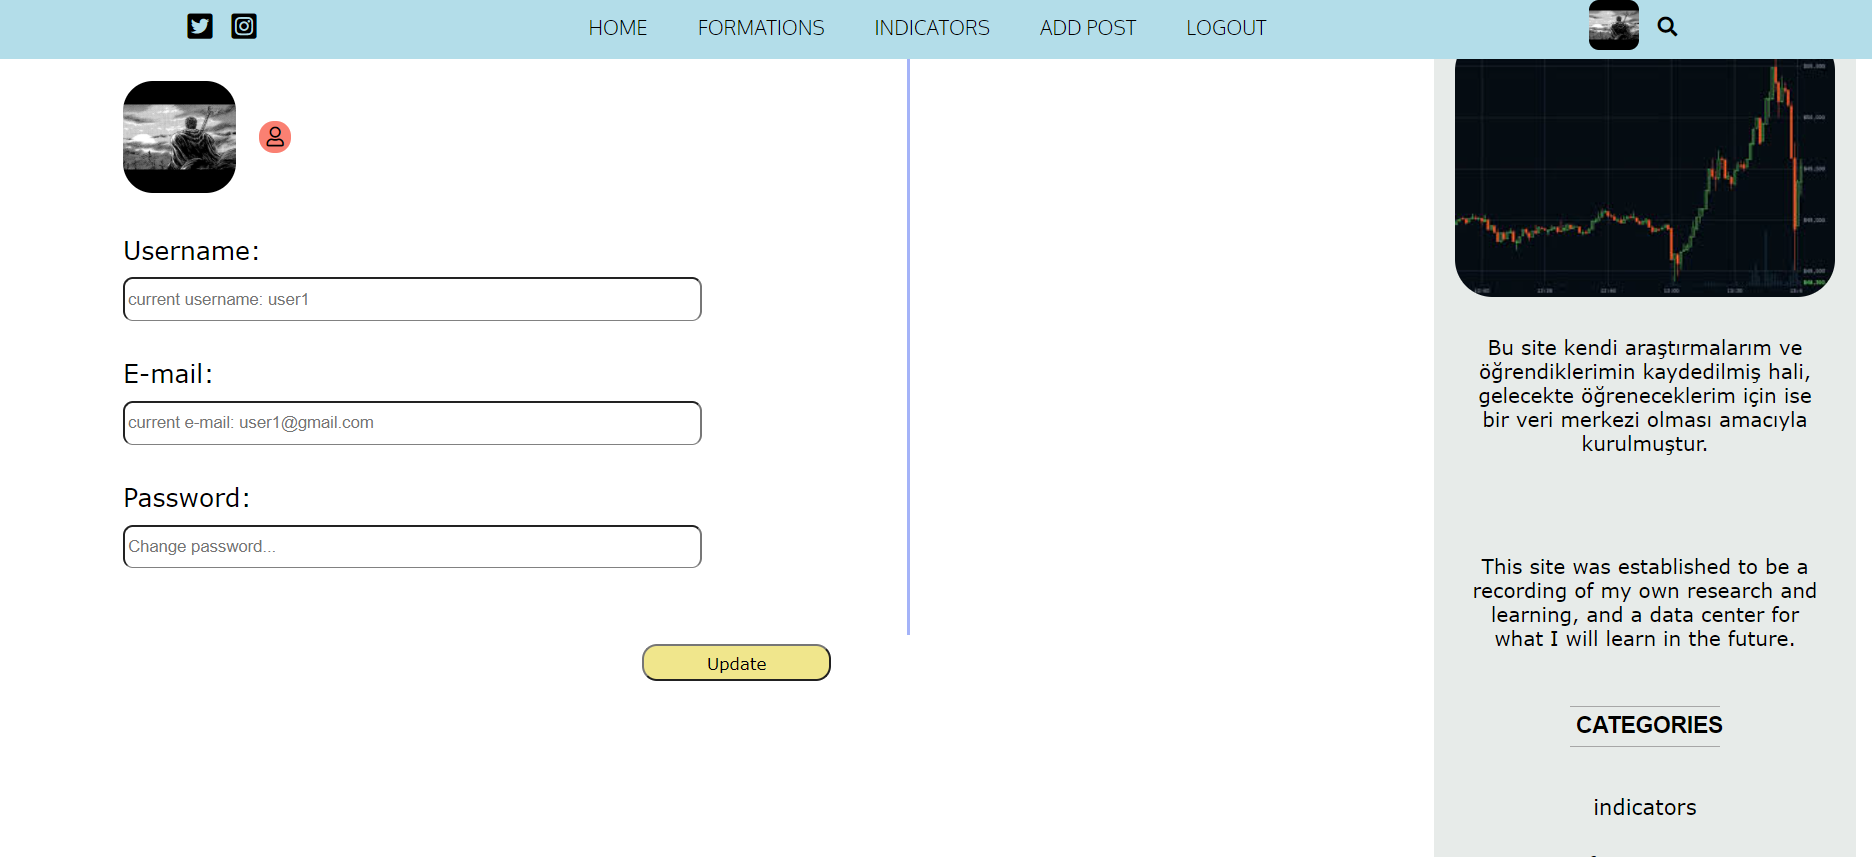 HOME FORMATIONS INDICATORS ADD POST LOGOUT
Username:
current username: user1
E-mail:
current e-mail: user1@gmail.com
Password:
Change password...
Update
Bu site kendi araştırmalarım ve
öğrendiklerimin kaydedilmiş hali,
gelecekte öğreneceklerim için ise
bir veri merkezi olması amacıyla
kurulmuştur.
This site was established to be a
recording of my own research and
learning, and a data center for
what I will learn in the future.
CATEGORIES
indicators